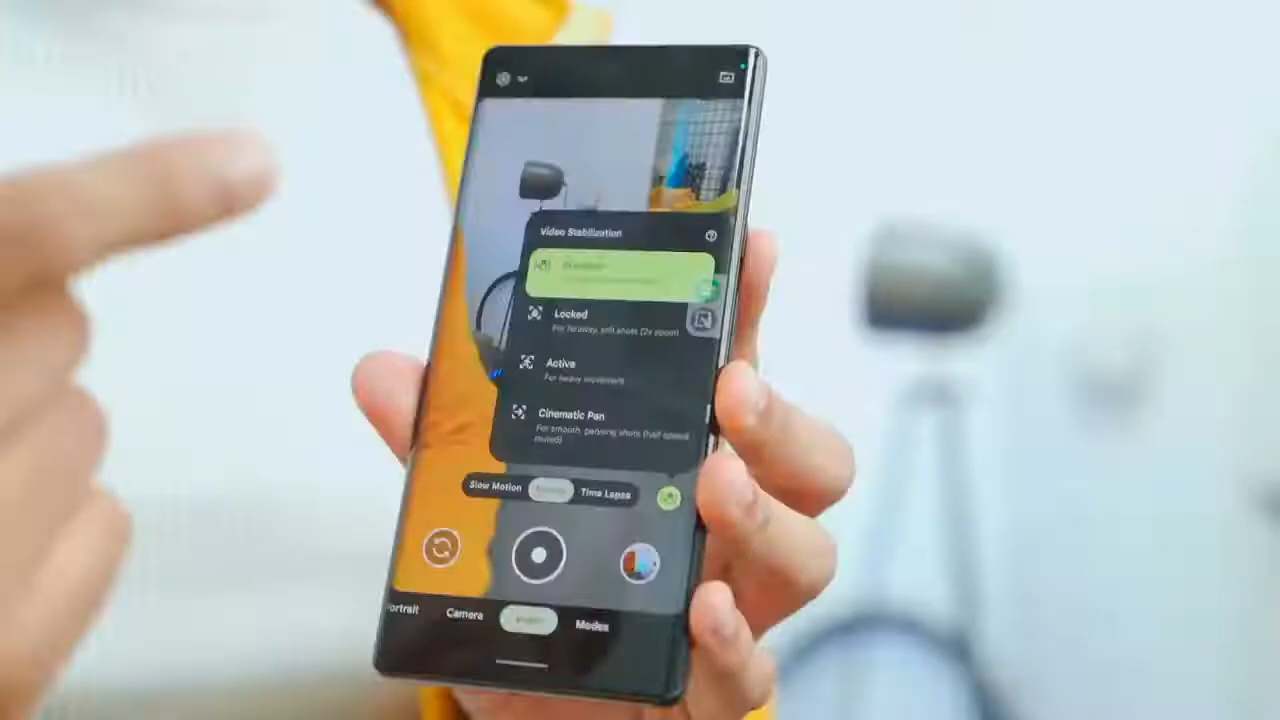 Video Stabilization
Locked
For faraway, still shots (2x zoom)
Active
For heavy movement
Cinematic Pan
For smooth, panning shots (half speed
muted)
Slow Motion
Time Lapse
ortrait
Camera
Modes